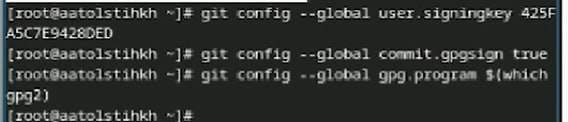 [root@aatolstihkh ~]# git config --global user.signingkey 425F
A5C7E9428DED
[root@aatolstihkh ~]# git config --global commit.gpgsign true
[root@aatolstihkh ~]# git config --global gpg.program $(which
gpg2)
[root@aatolstihkh ~]#